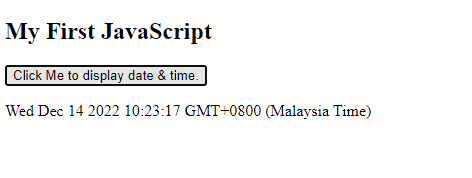 My First JavaScript
Click Me to display date & time.
Wed Dec 14 2022 10:23:17 GMT+0800 (Malaysia Time)